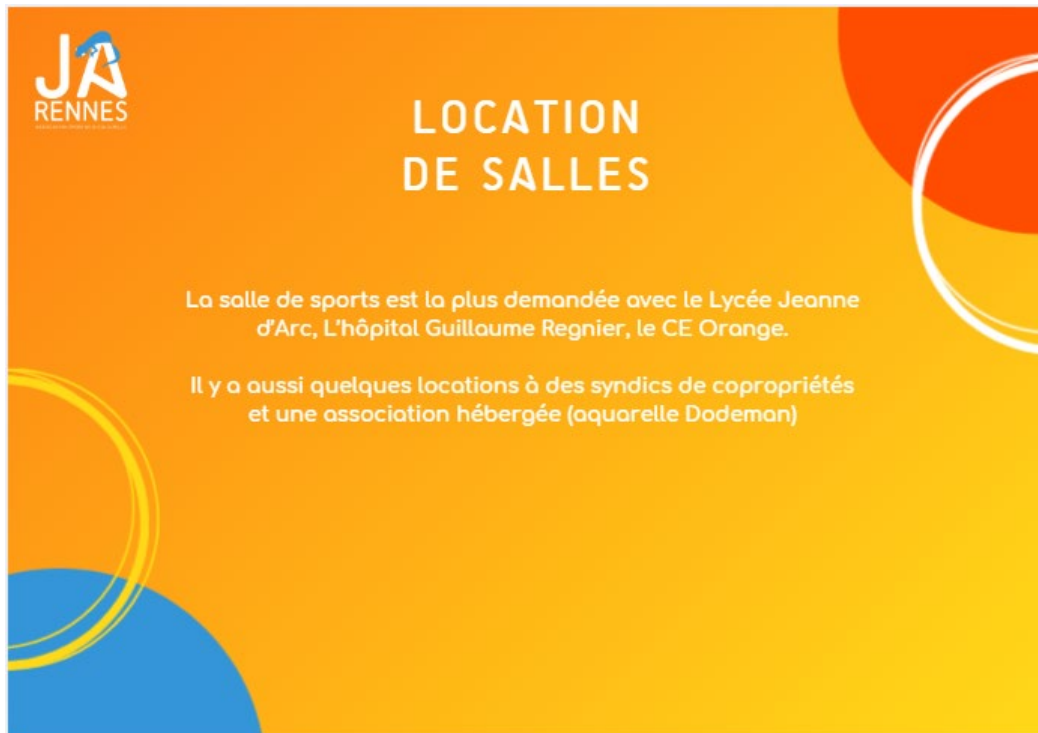 JA
RENNES
LOCATION
DE SALLES
La salle de sports est la plus demandée avec le Lycée Jeanne
d'Arc, L'hôpital Guillaume Regnier, le CE Orange.
Il y a aussi quelques locations à des syndics de copropriétés
et une association hébergée (aquarelle Dodeman)